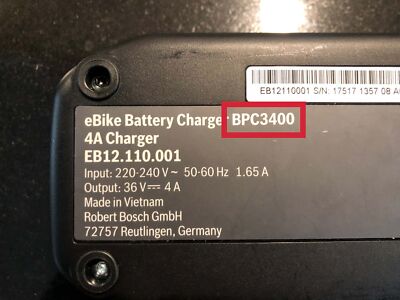 EB12110001 S/N: 17517 1357 08
eBike Battery Charger BPC3400
4A Charger
EB12.110.001
Input: 220-240 V ~ 50-60 Hz 1.65 A
Output: 36 V⎓ 4 A
Made in Vietnam
Robert Bosch GmbH
72757 Reutlingen, Germany